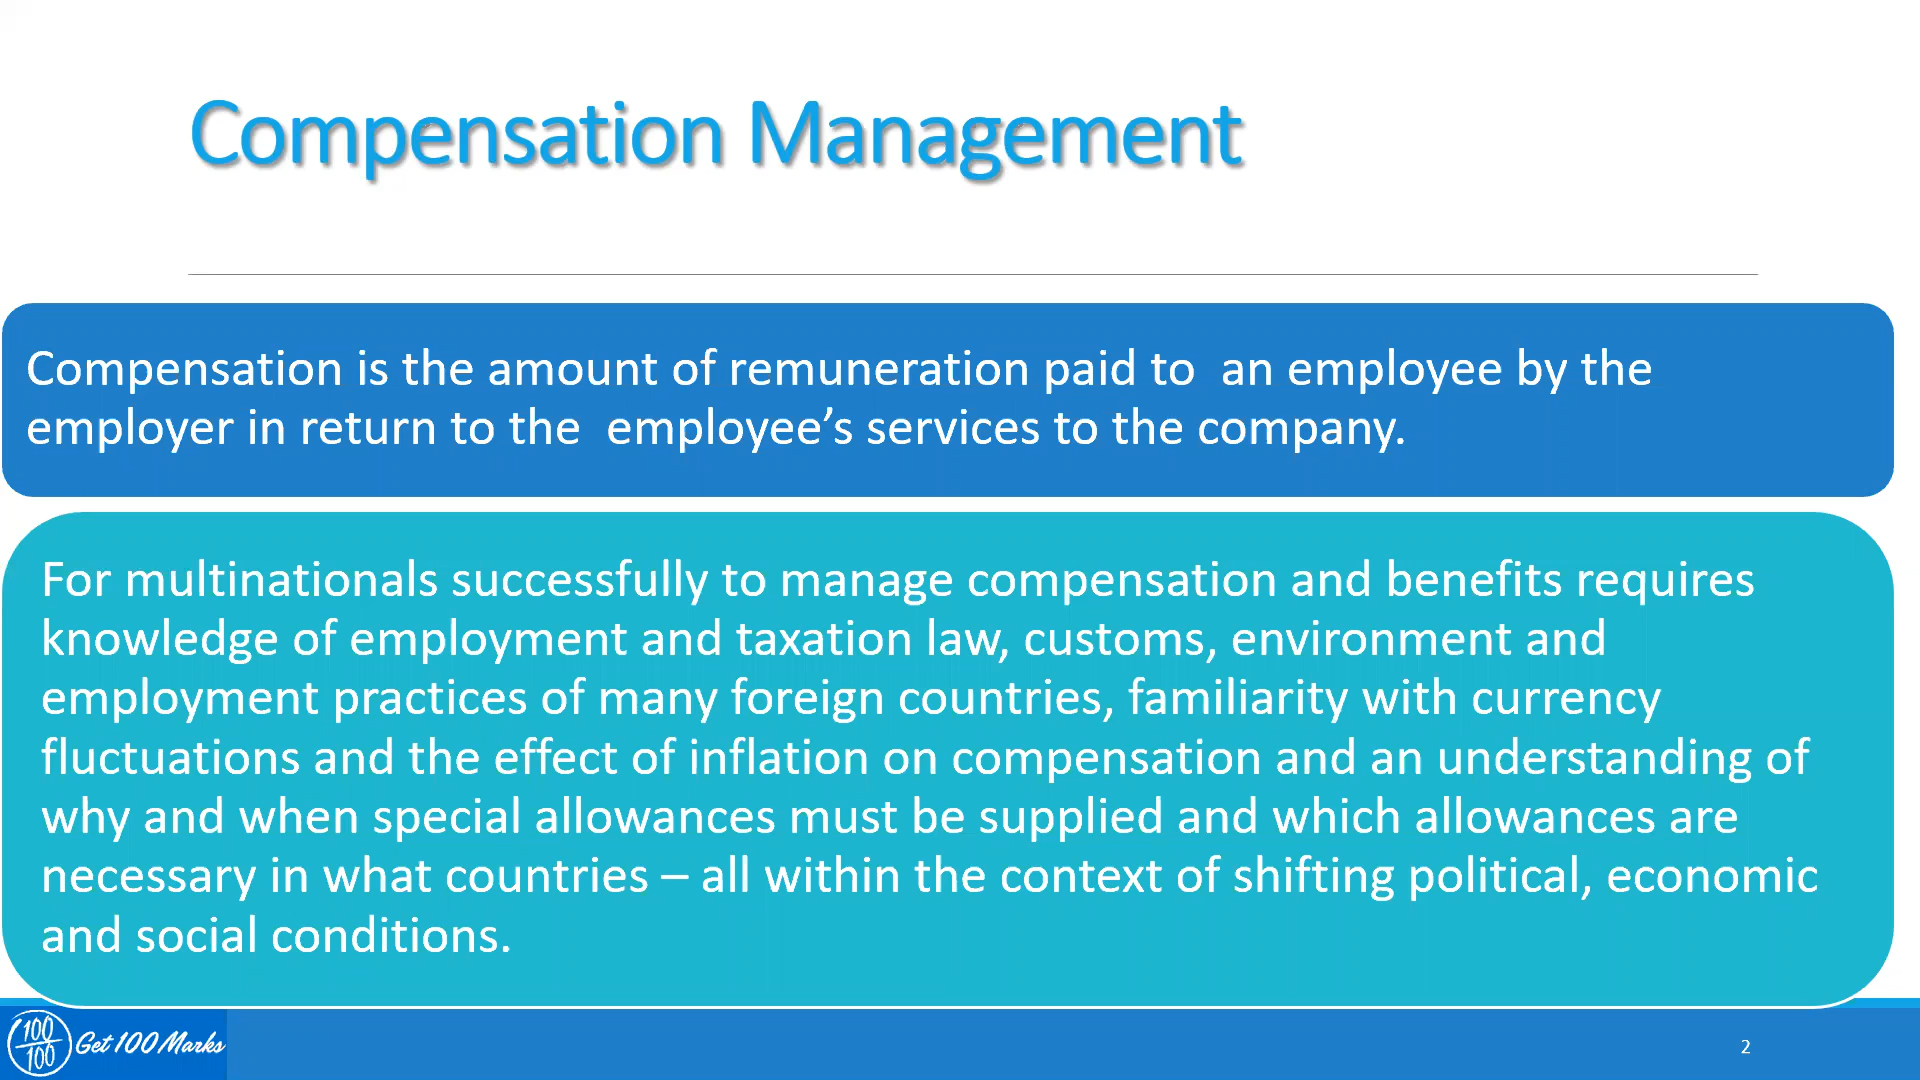 Compensation Management
Compensation is the amount of remuneration paid to  an employee by the
employer in return to the  employee’s services to the company.
For multinationals successfully to manage compensation and benefits requires
knowledge of employment and taxation law, customs, environment and
employment practices of many foreign countries, familiarity with currency
fluctuations and the effect of inflation on compensation and an understanding of
why and when special allowances must be supplied and which allowances are
necessary in what countries – all within the context of shifting political, economic
and social conditions.
100
100
Get 100 Marks
2